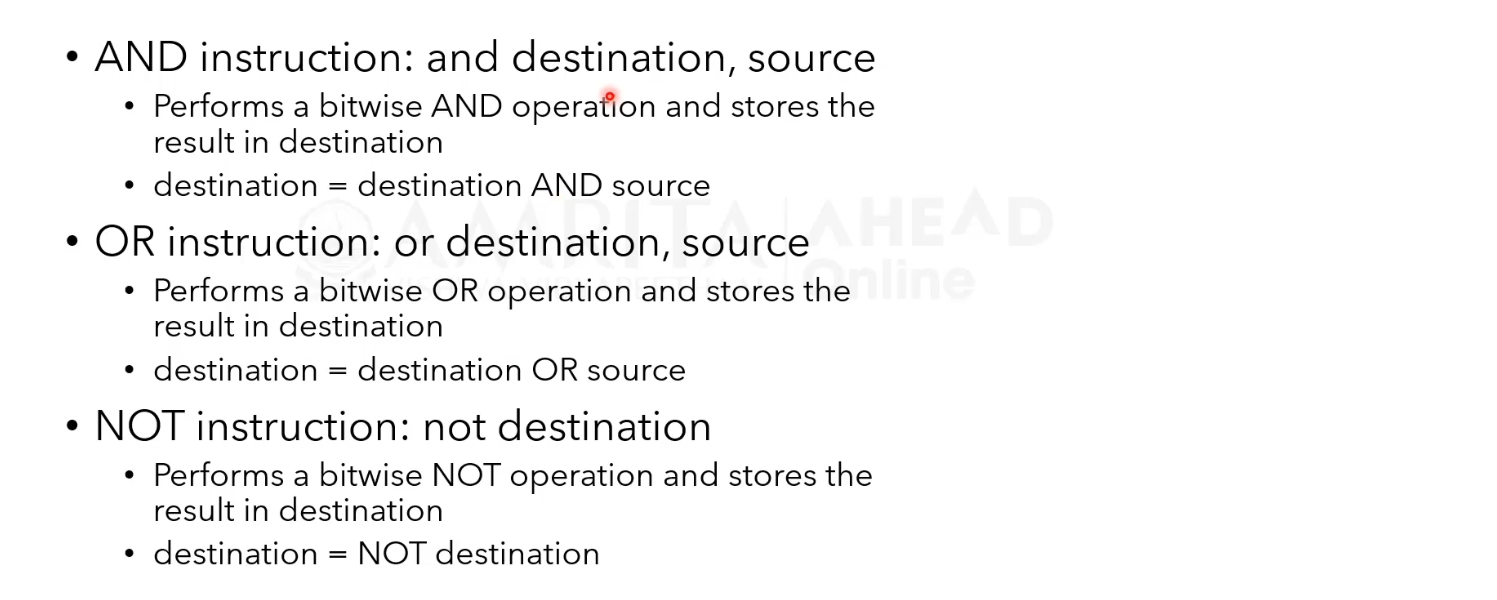 • AND instruction: and destination, source
• Performs a bitwise AND operation and stores the
result in destination
• destination = destination AND source
AMRITA AHEAD
• OR instruction: or destination, source
Online
• Performs a bitwise OR operation and stores the
result in destination
• destination = destination OR source
• NOT instruction: not destination
• Performs a bitwise NOT operation and stores the
result in destination
• destination = NOT destination